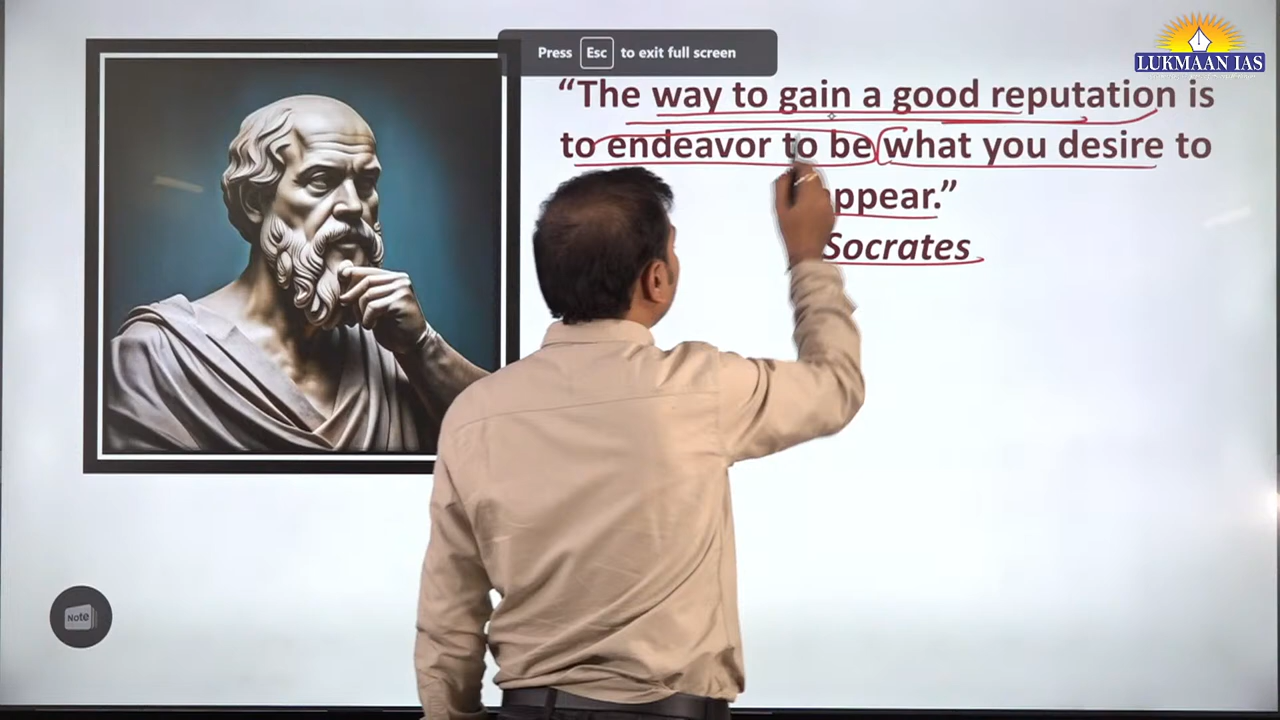 Press Esc to exit full screen
LUKMAAN IAS
“The way to gain a good reputation is
to endeavor to be what you desire to
ppear.”
Socrates
Note